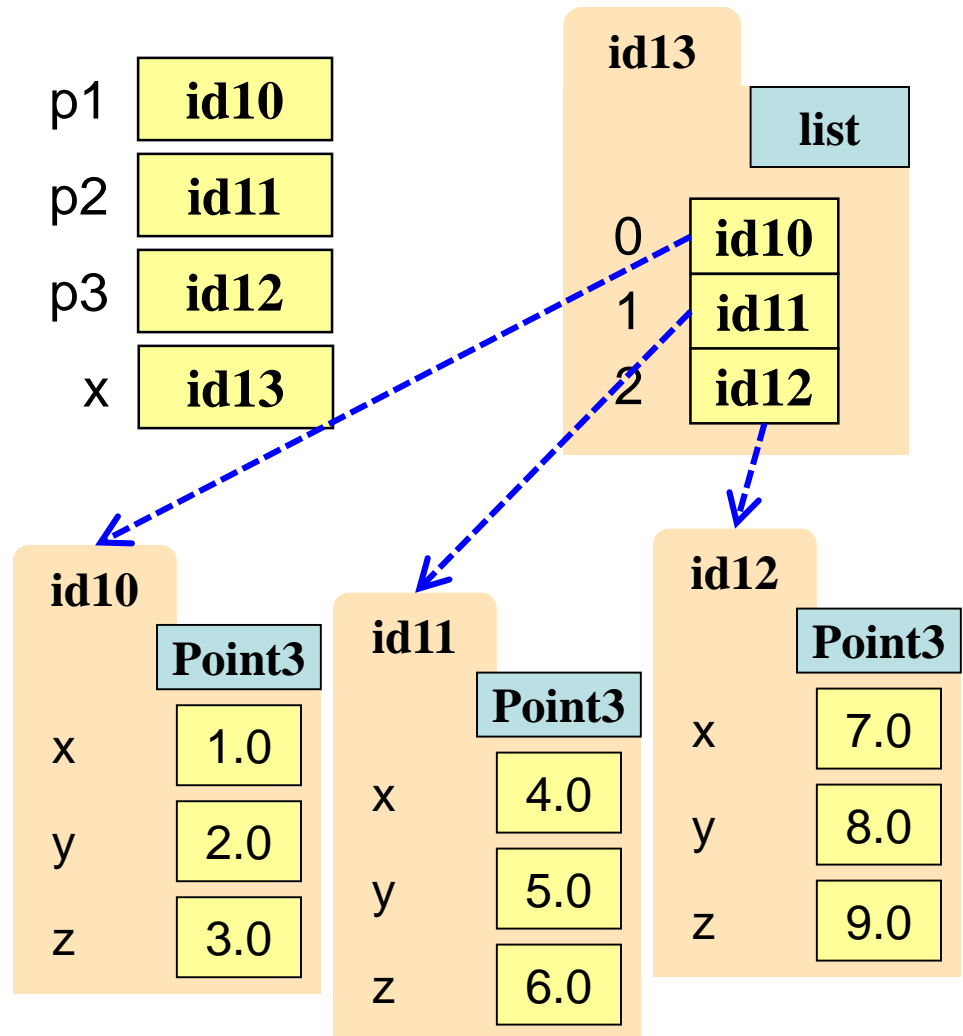 p1 id10
p2 id11
p3 id12
x id13
id13
list
0 id10
1 id11
2 id12
id10
Point3
x 1.0
y 2.0
z 3.0
id11
Point3
x 4.0
y 5.0
z 6.0
id12
Point3
x 7.0
y 8.0
z 9.0